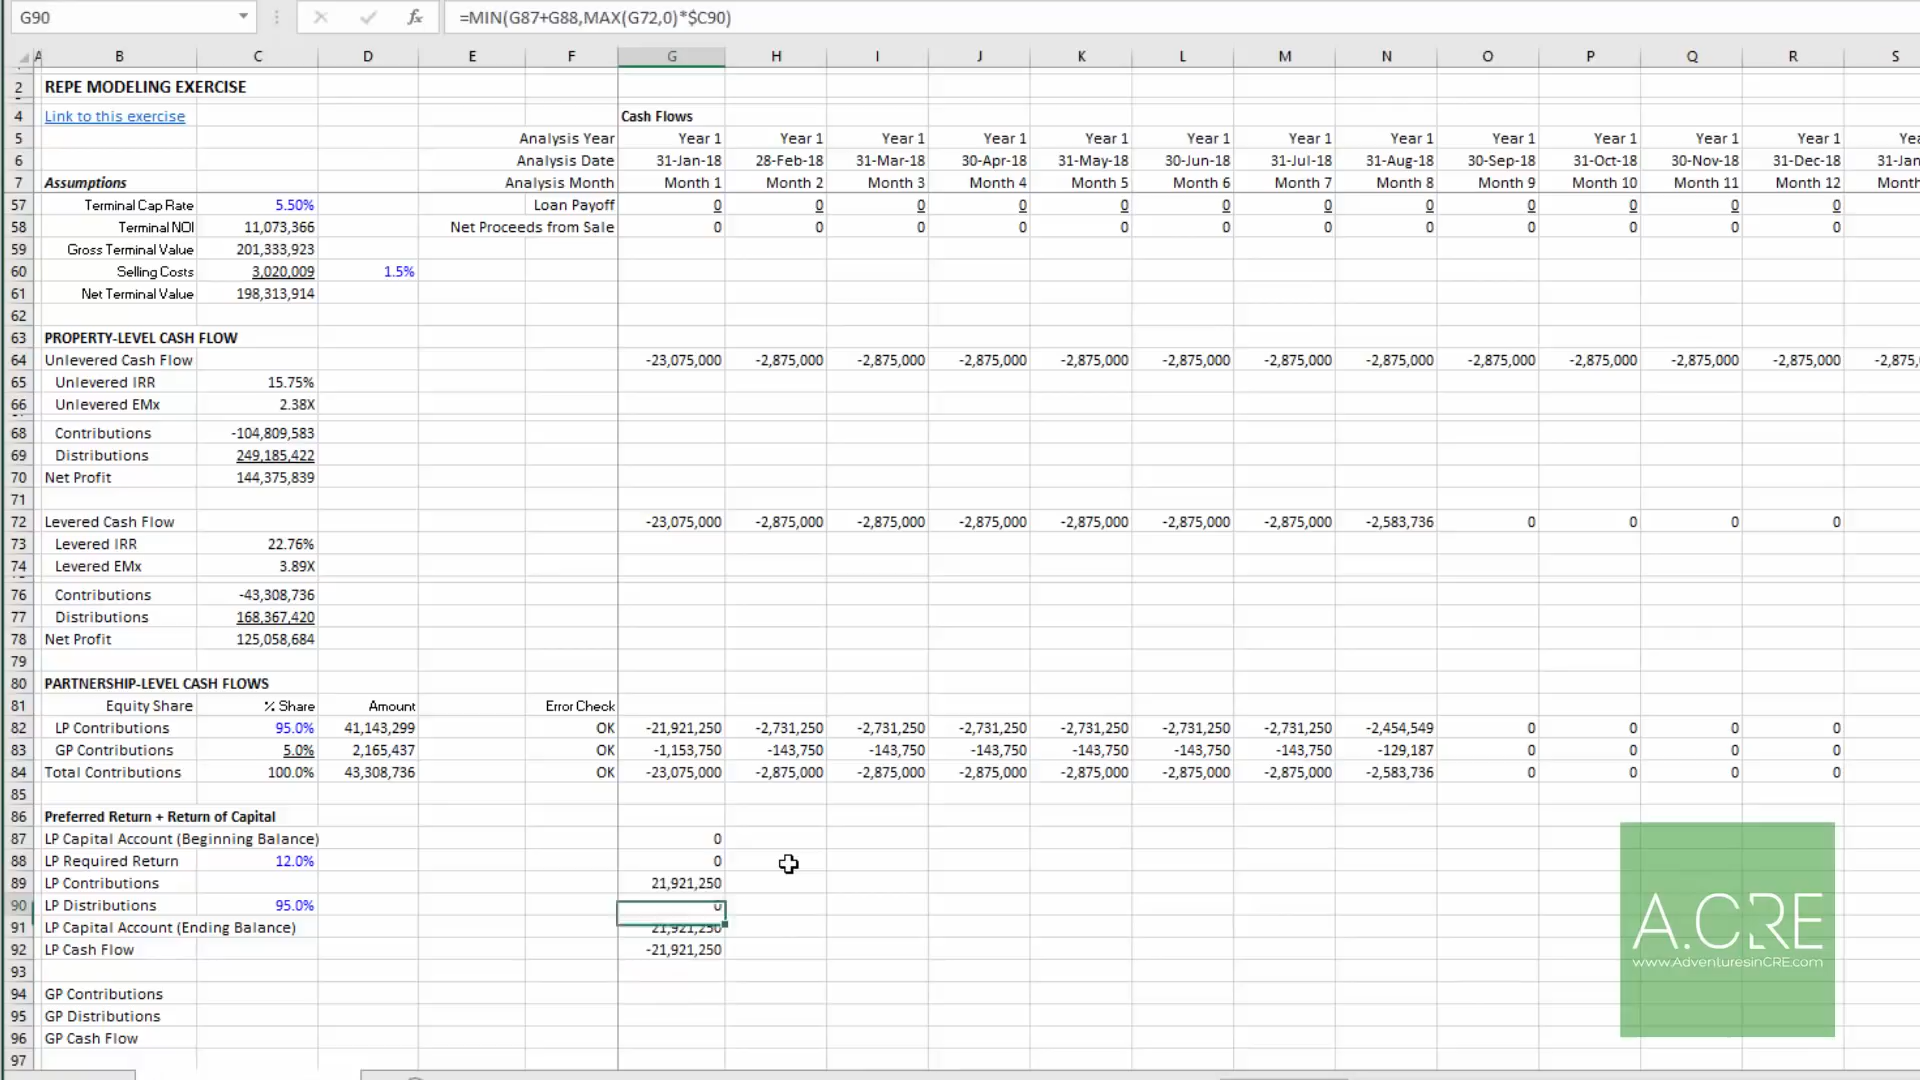 G90 fx =MIN(G87+G88,MAX(G72,0)*$C90)
A B C D E F G H I J K L M N O P Q R S
2 REPE MODELING EXERCISE
4 Link to this exercise Cash Flows
5 Analysis Year Year 1 Year 1 Year 1 Year 1 Year 1 Year 1 Year 1 Year 1 Year 1 Year 1 Year 1 Year 1 Yea
6 Analysis Date 31-Jan-18 28-Feb-18 31-Mar-18 30-Apr-18 31-May-18 30-Jun-18 31-Jul-18 31-Aug-18 30-Sep-18 31-Oct-18 30-Nov-18 31-Dec-18 31-Jan
7 Assumptions Analysis Month Month 1 Month 2 Month 3 Month 4 Month 5 Month 6 Month 7 Month 8 Month 9 Month 10 Month 11 Month 12 Month
57 Terminal Cap Rate 5.50% Loan Payoff 0 0 0 0 0 0 0 0 0 0 0 0
58 Terminal NOI 11,073,366 Net Proceeds from Sale 0 0 0 0 0 0 0 0 0 0 0 0
59 Gross Terminal Value 201,333,923
60 Selling Costs 3,020,009 1.5%
61 Net Terminal Value 198,313,914
62
63 PROPERTY-LEVEL CASH FLOW
64 Unlevered Cash Flow -23,075,000 -2,875,000 -2,875,000 -2,875,000 -2,875,000 -2,875,000 -2,875,000 -2,875,000 -2,875,000 -2,875,000 -2,875,000 -2,875,000 -2,875,
65 Unlevered IRR 15.75%
66 Unlevered EMx 2.38X
68 Contributions -104,809,583
69 Distributions 249,185,422
70 Net Profit 144,375,839
71
72 Levered Cash Flow -23,075,000 -2,875,000 -2,875,000 -2,875,000 -2,875,000 -2,875,000 -2,875,000 -2,583,736 0 0 0 0
73 Levered IRR 22.76%
74 Levered EMx 3.89X
76 Contributions -43,308,736
77 Distributions 168,367,420
78 Net Profit 125,058,684
79
80 PARTNERSHIP-LEVEL CASH FLOWS
81 Equity Share % Share Amount Error Check
82 LP Contributions 95.0% 41,143,299 OK -21,921,250 -2,731,250 -2,731,250 -2,731,250 -2,731,250 -2,731,250 -2,731,250 -2,454,549 0 0 0 0
83 GP Contributions 5.0% 2,165,437 OK -1,153,750 -143,750 -143,750 -143,750 -143,750 -143,750 -143,750 -129,187 0 0 0 0
84 Total Contributions 100.0% 43,308,736 OK -23,075,000 -2,875,000 -2,875,000 -2,875,000 -2,875,000 -2,875,000 -2,875,000 -2,583,736 0 0 0 0
85
86 Preferred Return + Return of Capital
87 LP Capital Account (Beginning Balance) 0
88 LP Required Return 12.0% 0
89 LP Contributions 21,921,250
90 LP Distributions 95.0% 0
91 LP Capital Account (Ending Balance) 21,921,250
92 LP Cash Flow -21,921,250
93
94 GP Contributions
95 GP Distributions
96 GP Cash Flow
97
A.CRE
www.AdventuresinCRE.com